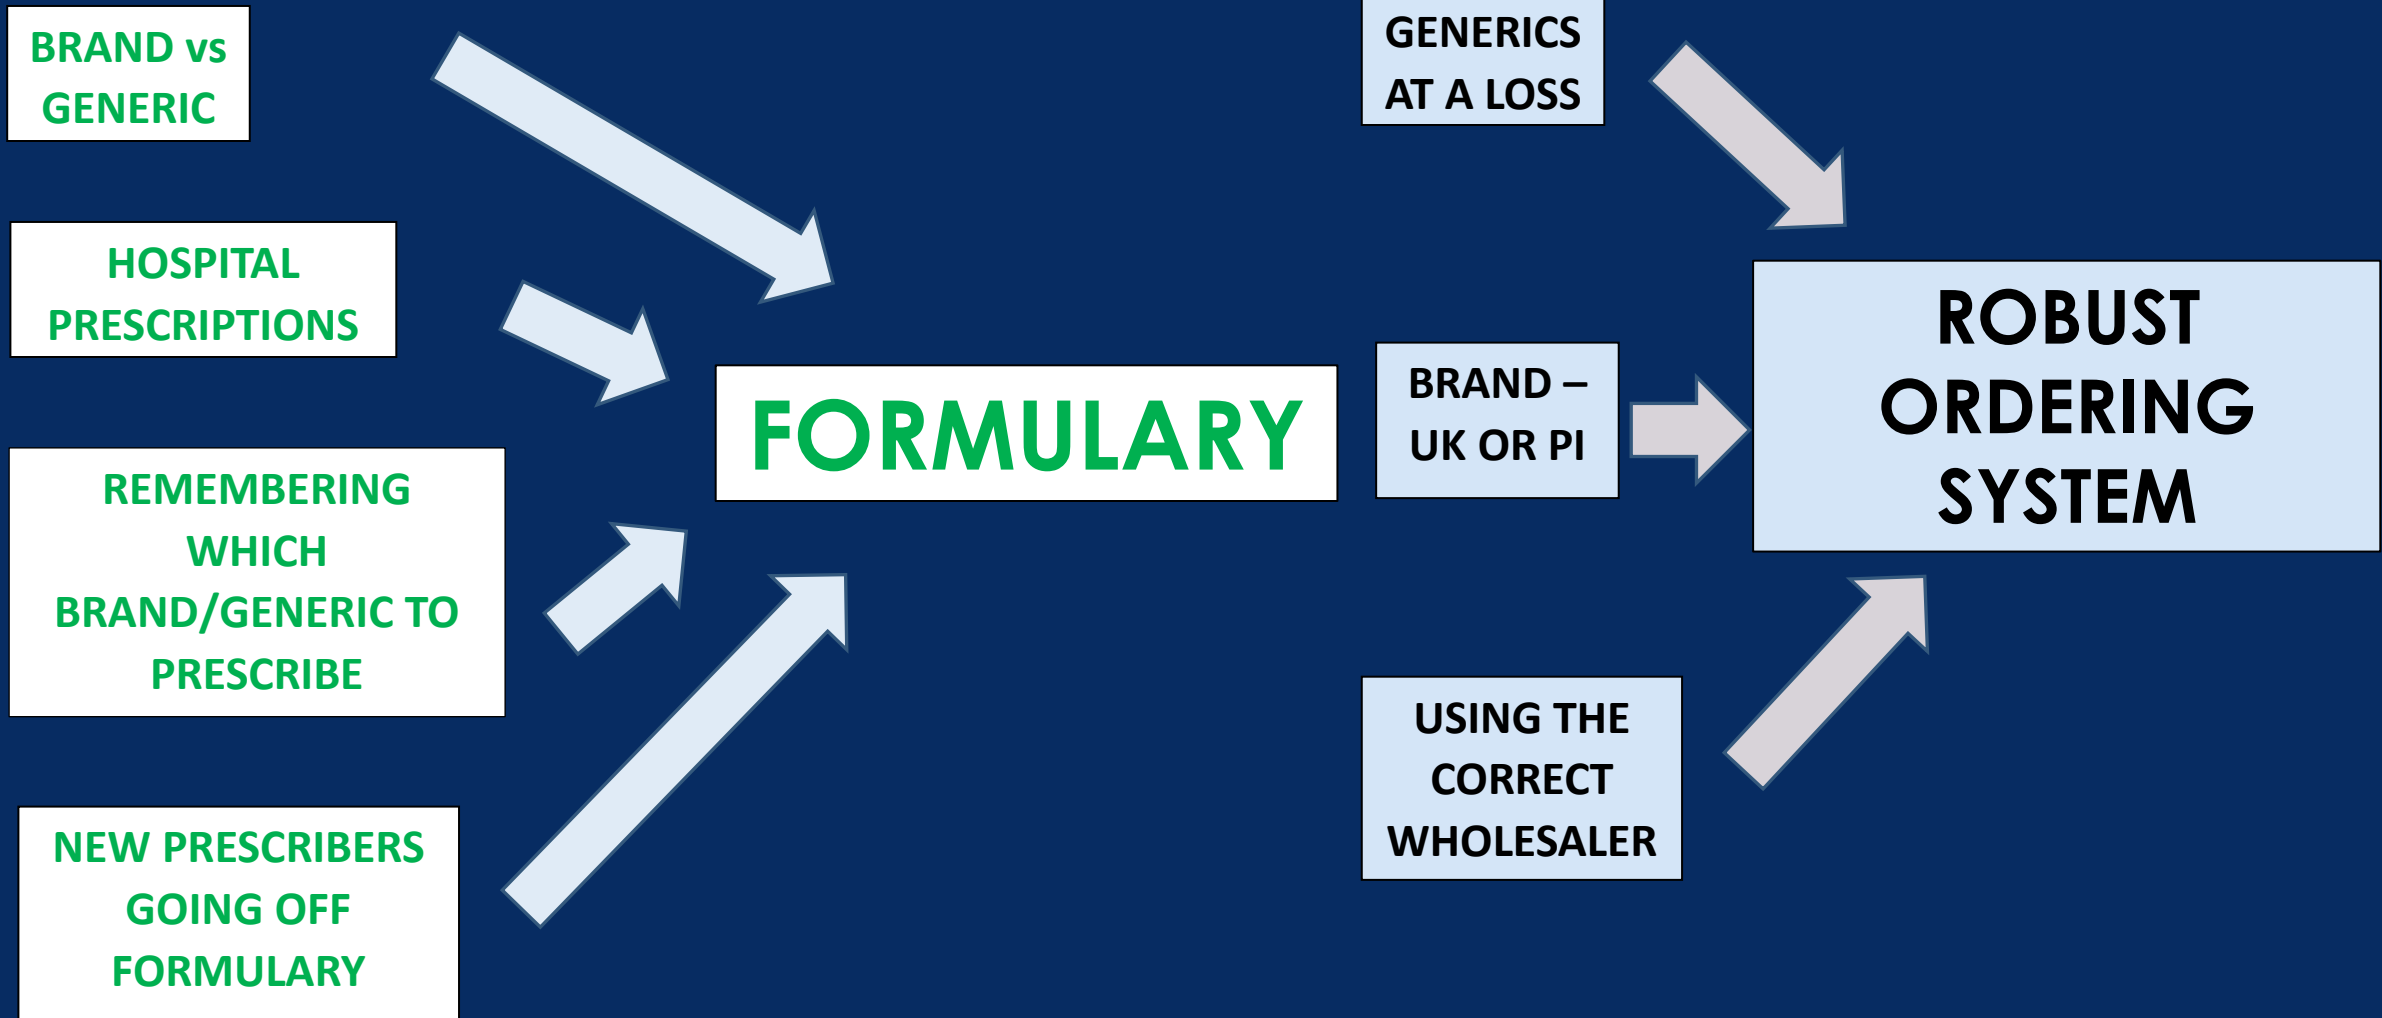 BRAND vs
GENERIC
HOSPITAL
PRESCRIPTIONS
REMEMBERING
WHICH
BRAND/GENERIC TO
PRESCRIBE
NEW PRESCRIBERS
GOING OFF
FORMULARY
FORMULARY
GENERICS
AT A LOSS
BRAND –
UK OR PI
USING THE
CORRECT
WHOLESALER
ROBUST
ORDERING
SYSTEM